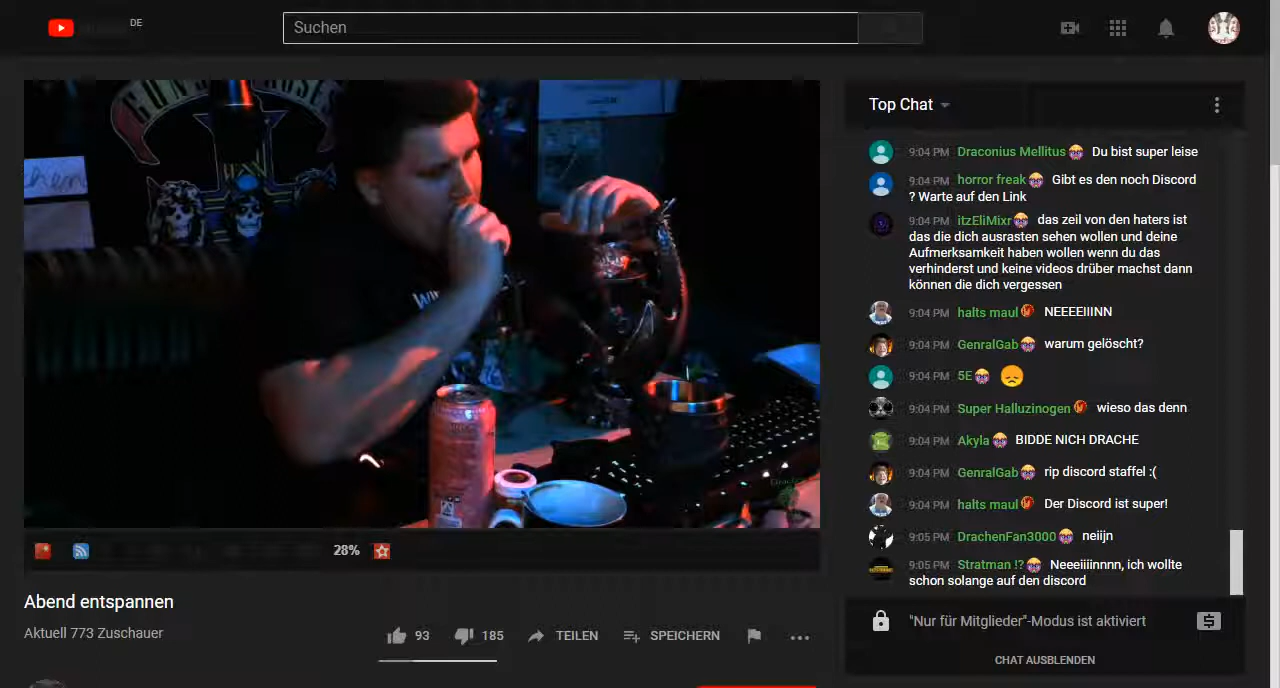 DE
Suchen
GUNS N' ROSES
Top Chat
9:04 PM Draconius Mellitus Du bist super leise
9:04 PM horror freak Gibt es den noch Discord
? Warte auf den Link
9:04 PM itzEliMixr das zeil von den haters ist
das die dich ausrasten sehen wollen und deine
Aufmerksamkeit haben wollen wenn du das
verhinderst und keine videos drüber machst dann
können die dich vergessen
9:04 PM halts maul NEEEEIIINN
9:04 PM GenralGab warum gelöscht?
9:04 PM 5E 😞
9:04 PM Super Halluzinogen wieso das denn
9:04 PM Akyla BIDDE NICH DRACHE
9:04 PM GenralGab rip discord staffel :(
9:04 PM halts maul Der Discord ist super!
9:05 PM DrachenFan3000 neiijn
9:05 PM Stratman !? Neeeiiiinnnn, ich wollte
schon solange auf den discord
28%
Abend entspannen
Aktuell 773 Zuschauer
93 185 TEILEN SPEICHERN
"Nur für Mitglieder"-Modus ist aktiviert
CHAT AUSBLENDEN